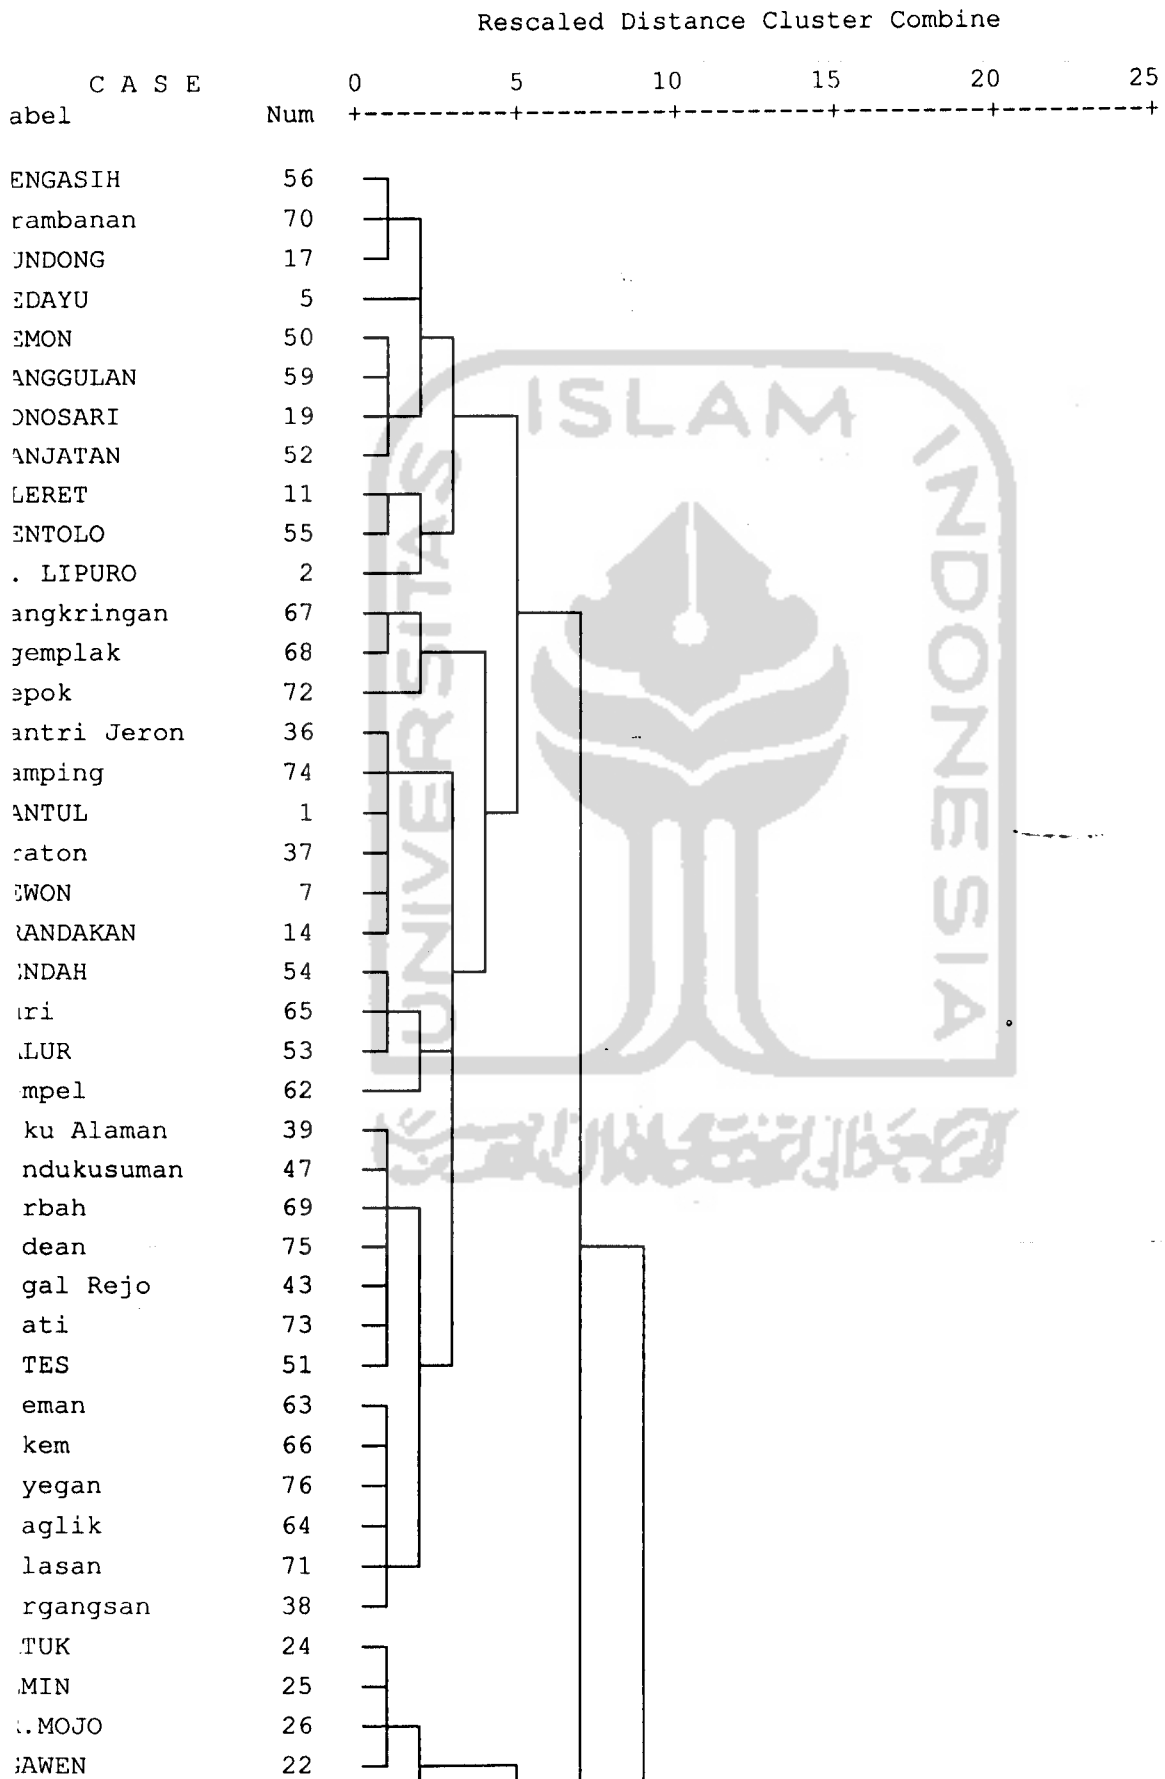 Rescaled Distance Cluster Combine
C A S E 0 5 10 15 20 25
abel Num +---------+---------+---------+---------+---------+
ENGASIH 56
rambanan 70
UNDONG 17
EDAYU 5
EMON 50
ANGGULAN 59
ONOSARI 19
ANJATAN 52
LERET 11
ENTOLO 55
. LIPURO 2
angkringan 67
gemplak 68
epok 72
antri Jeron 36
amping 74
ANTUL 1
raton 37
EWON 7
RANDAKAN 14
ENDAH 54
ri 65
LUR 53
mpel 62
ku Alaman 39
ndukusuman 47
rbah 69
dean 75
gal Rejo 43
ati 73
TES 51
eman 63
kem 66
yegan 76
aglik 64
lasan 71
rgangsan 38
TUK 24
MIN 25
.MOJO 26
GAWEN 22
UNIVERSITAS
ISLAM
INDONESIA